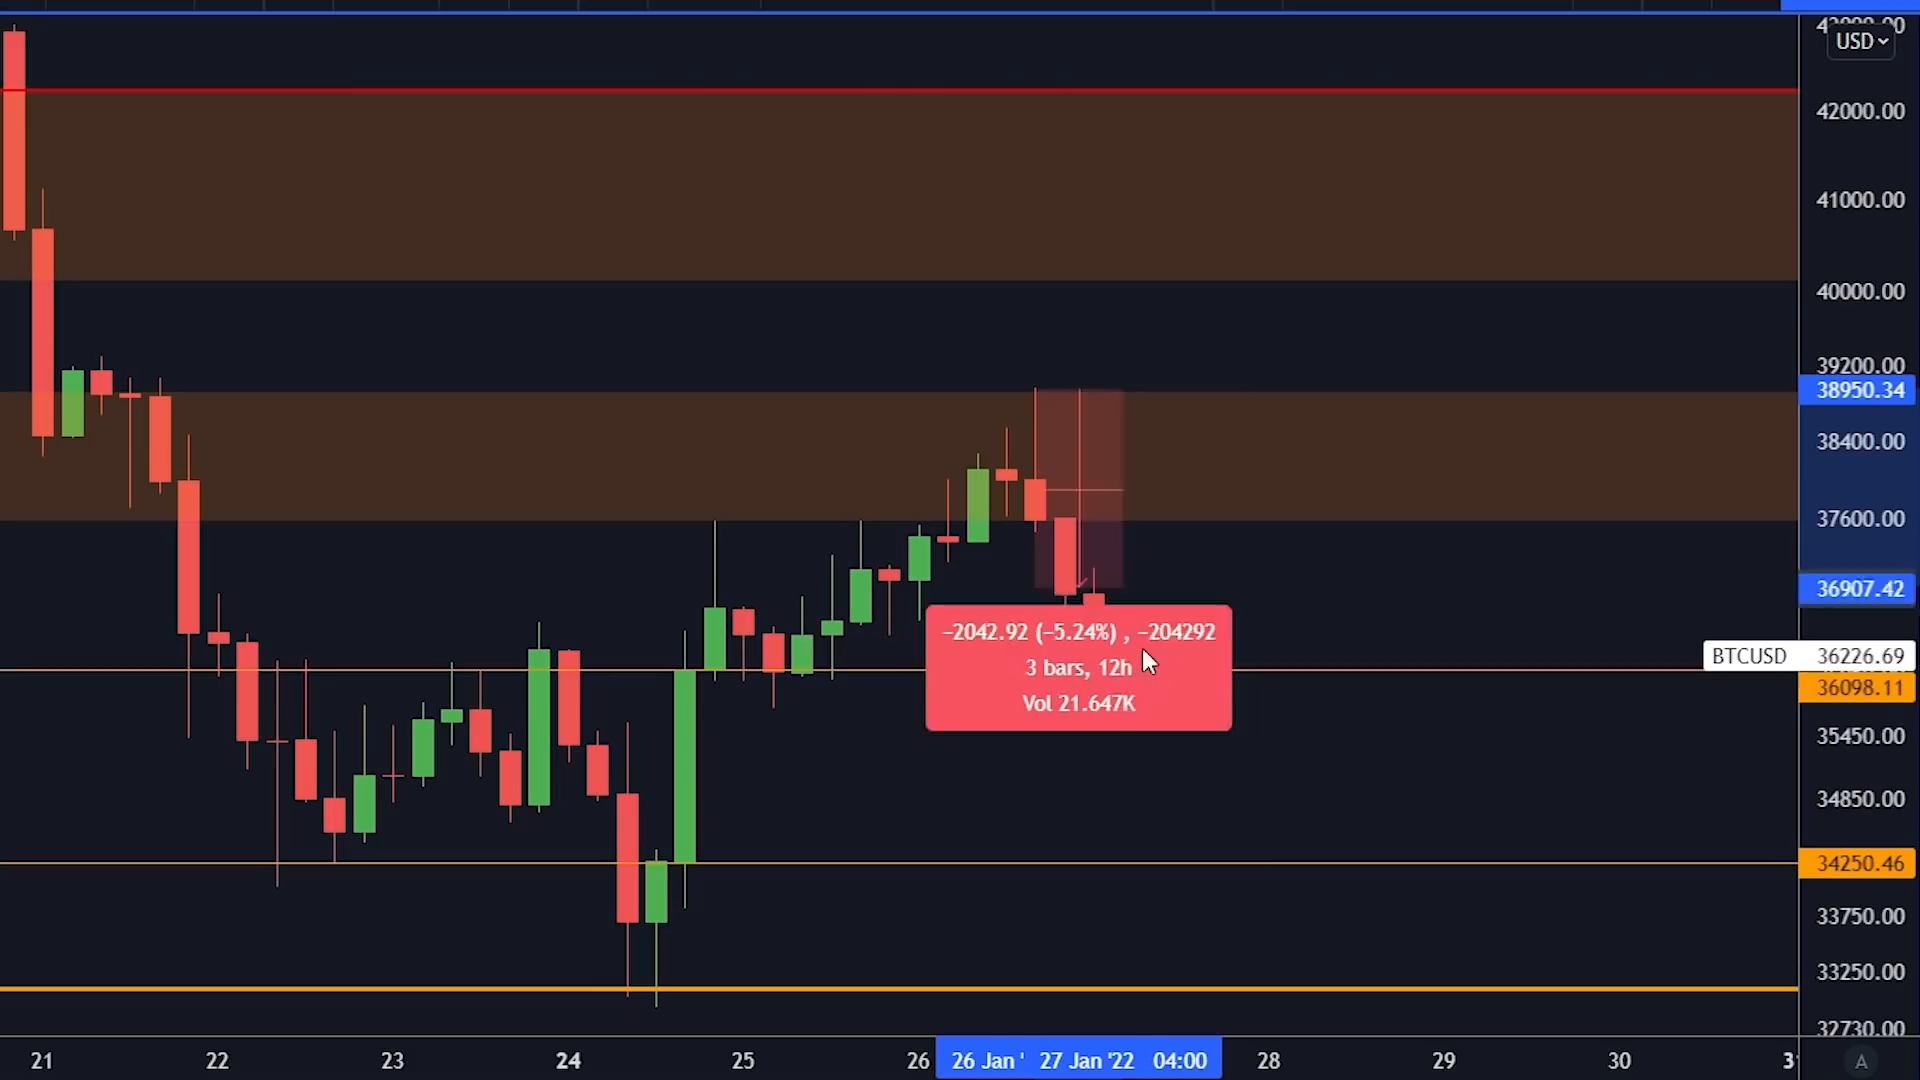 USD
42000.00
41000.00
40000.00
39200.00
38950.34
38400.00
37600.00
36907.42
−2042.92 (−5.24%) , −204292
3 bars, 12h
Vol 21.647K
BTCUSD 36226.69
36098.11
35450.00
34850.00
34250.46
33750.00
33250.00
32730.00
21 22 23 24 25 26 26 Jan ' 27 Jan '22 04:00 28 29 30 A